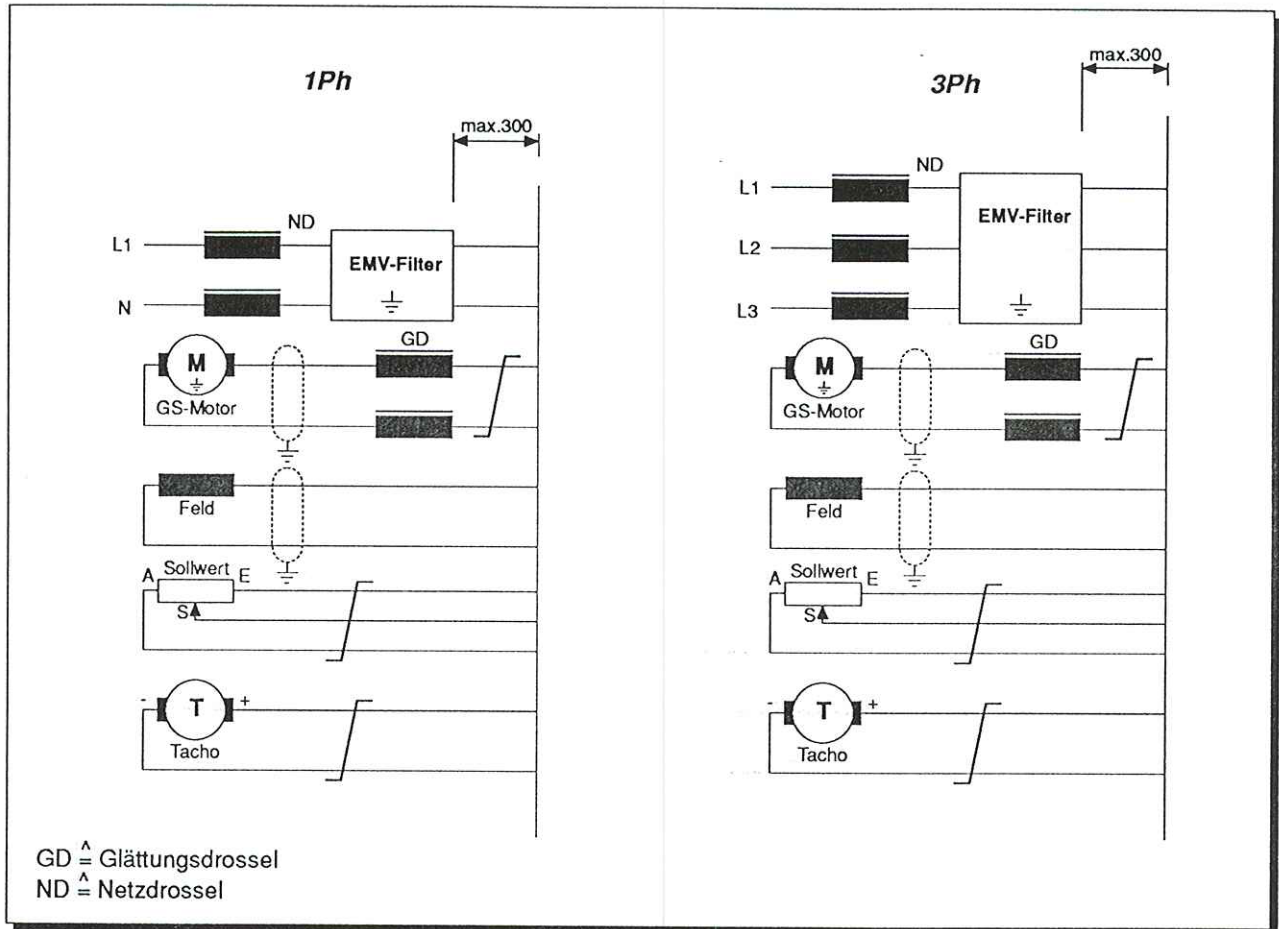 1Ph
max.300
ND
L1
EMV-Filter
N
GD
M
GS-Motor
Feld
A Sollwert E
S
- T +
Tacho
3Ph
max.300
ND
L1
EMV-Filter
L2
L3
GD
M
GS-Motor
Feld
A Sollwert E
S
- T +
Tacho
GD ≙ Glättungsdrossel
ND ≙ Netzdrossel